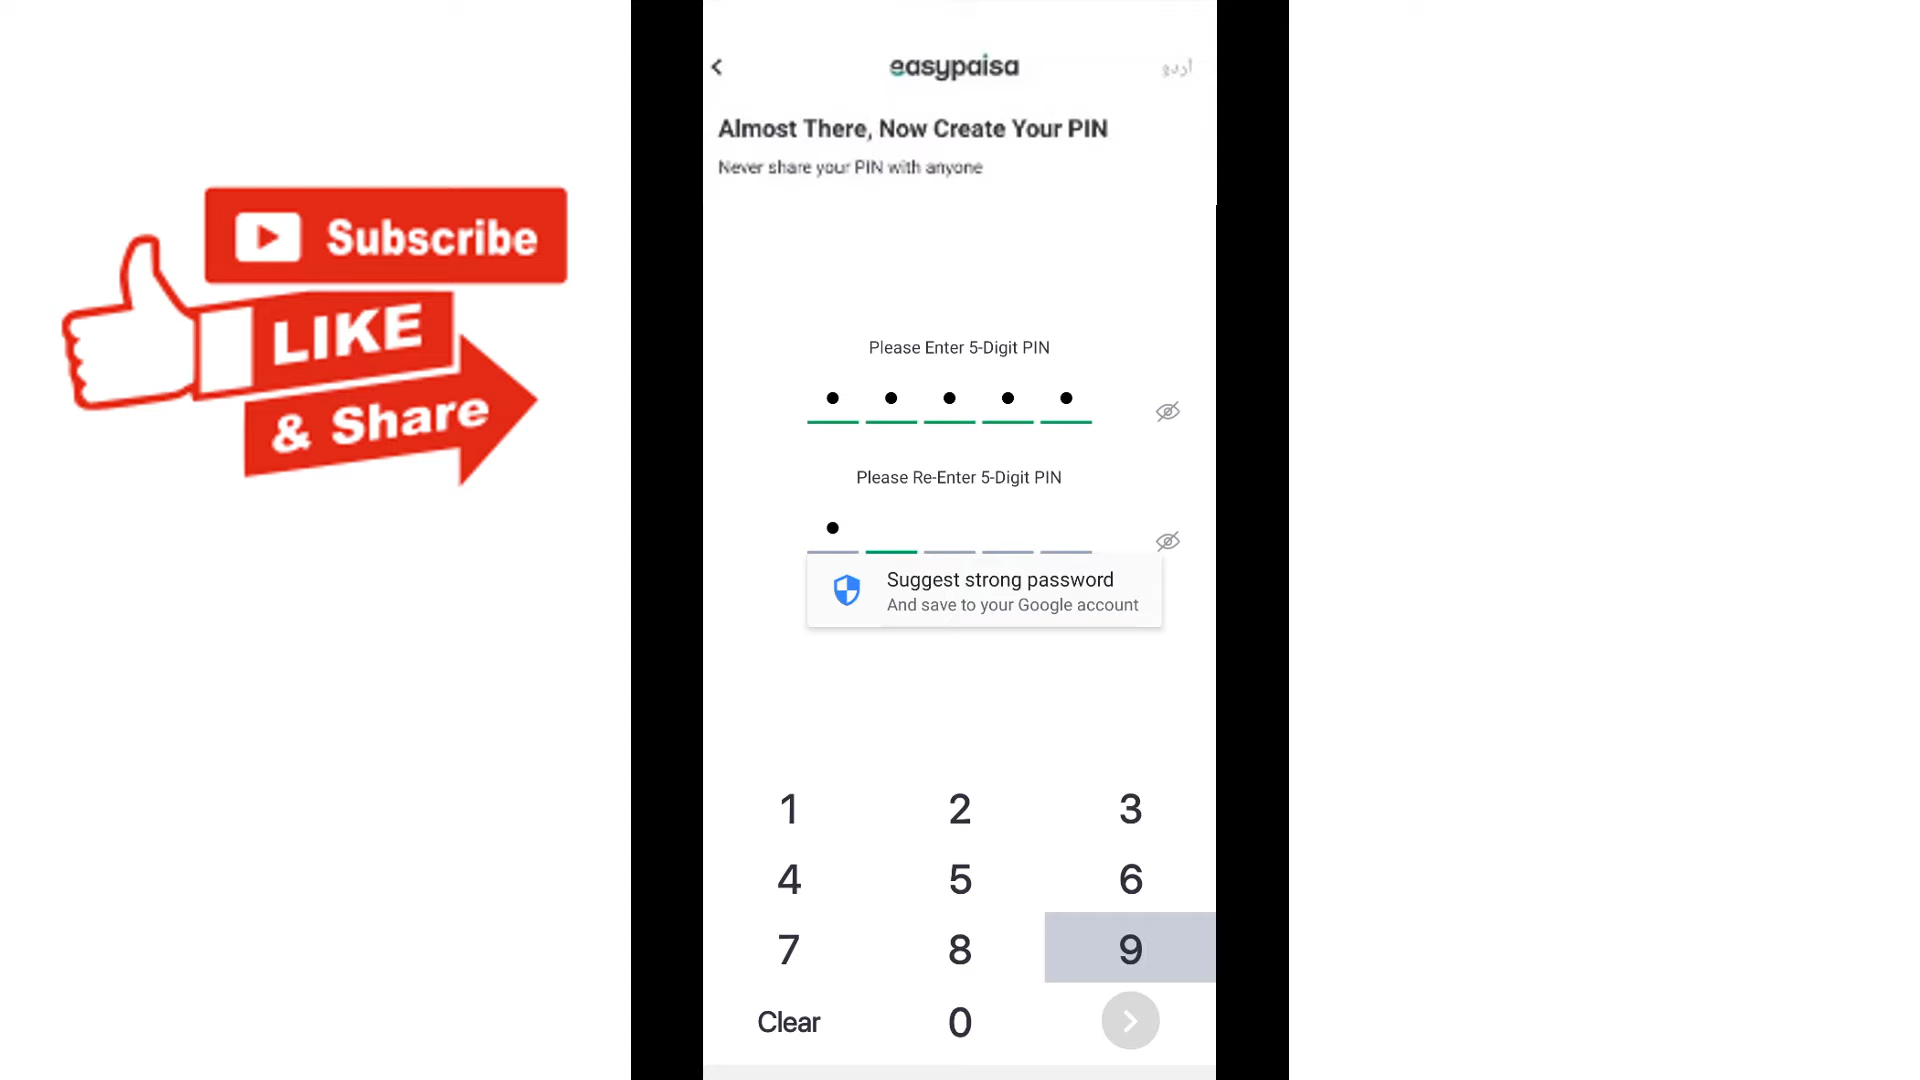 Subscribe
LIKE
& Share
easypaisa
اردو
Almost There, Now Create Your PIN
Never share your PIN with anyone
Please Enter 5-Digit PIN
Please Re-Enter 5-Digit PIN
Suggest strong password
And save to your Google account
1 2 3
4 5 6
7 8 9
Clear 0